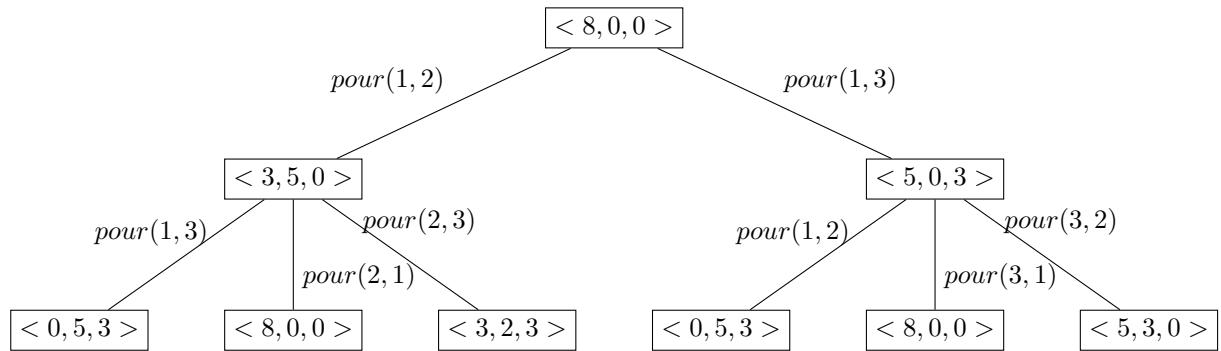 < 8, 0, 0 >
pour(1, 2)
pour(1, 3)
< 3, 5, 0 >
< 5, 0, 3 >
pour(1, 3)
pour(2, 3)
pour(1, 2)
pour(3, 2)
pour(2, 1)
pour(3, 1)
< 0, 5, 3 >
< 8, 0, 0 >
< 3, 2, 3 >
< 0, 5, 3 >
< 8, 0, 0 >
< 5, 3, 0 >